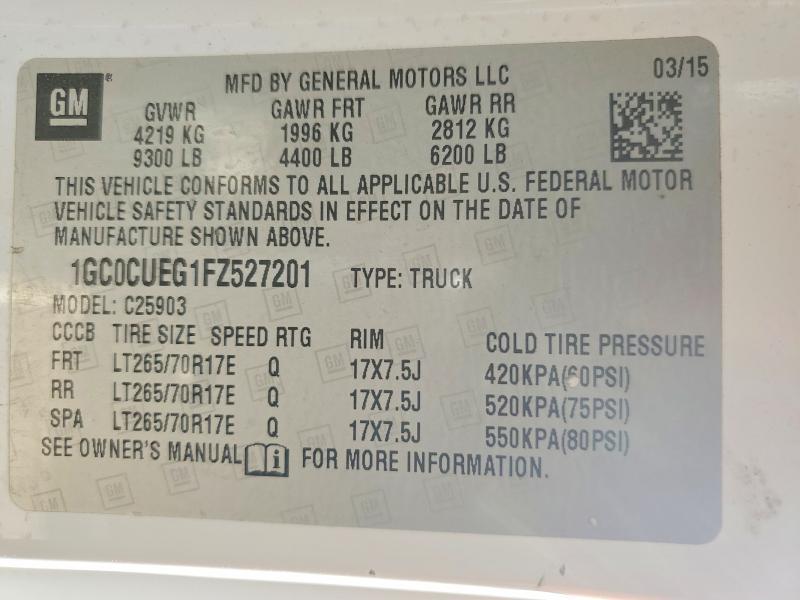 GM ®
MFD BY GENERAL MOTORS LLC 03/15
GVWR GAWR FRT GAWR RR
4219 KG 1996 KG 2812 KG
9300 LB 4400 LB 6200 LB
THIS VEHICLE CONFORMS TO ALL APPLICABLE U.S. FEDERAL MOTOR
VEHICLE SAFETY STANDARDS IN EFFECT ON THE DATE OF
MANUFACTURE SHOWN ABOVE.
1GC0CUEG1FZ527201 TYPE: TRUCK
MODEL: C25903
CCCB TIRE SIZE SPEED RTG RIM COLD TIRE PRESSURE
FRT LT265/70R17E Q 17X7.5J 420KPA(60PSI)
RR LT265/70R17E Q 17X7.5J 520KPA(75PSI)
SPA LT265/70R17E Q 17X7.5J 550KPA(80PSI)
SEE OWNER'S MANUAL i FOR MORE INFORMATION.